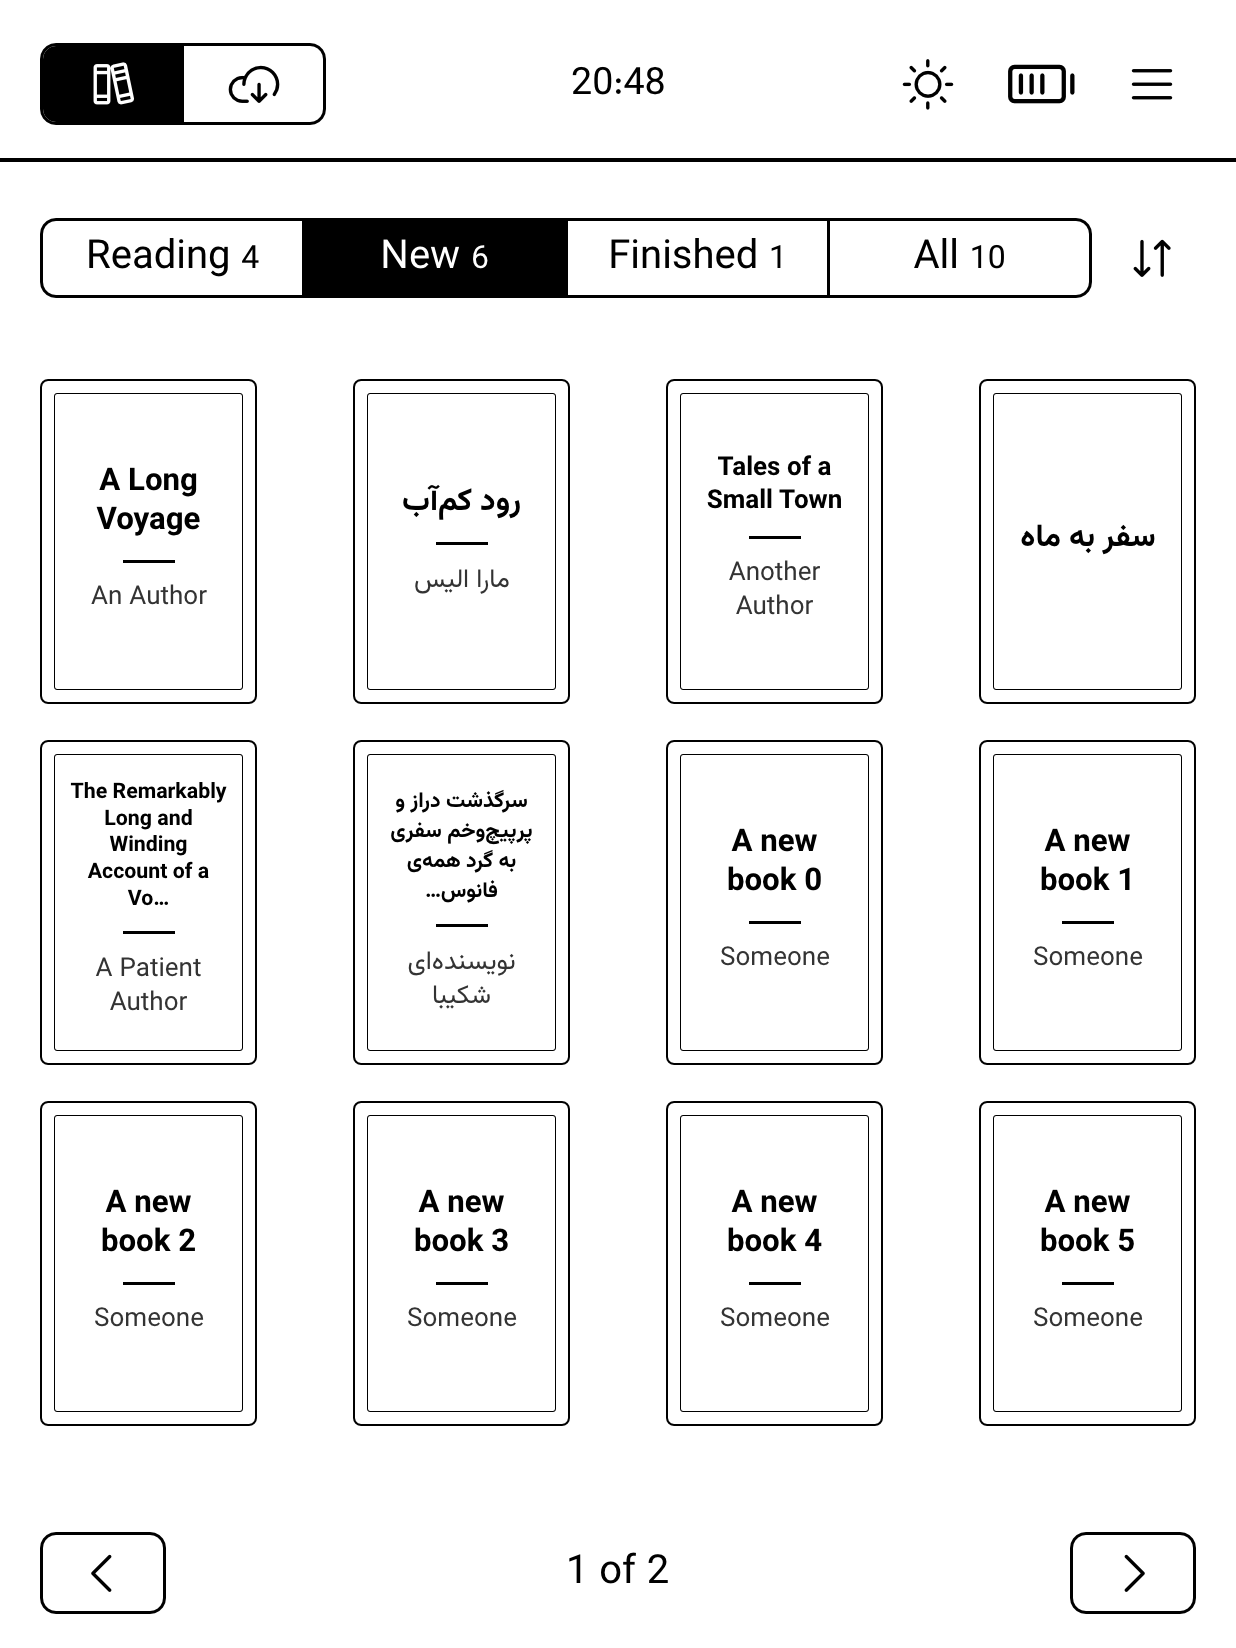 20:48
Reading 4
New 6
Finished 1
All 10
A Long
Voyage
An Author
رود کم‌آب
مارا الیس
Tales of a
Small Town
Another
Author
سفر به ماه
The Remarkably
Long and
Winding
Account of a
Vo…
A Patient
Author
سرگذشت دراز و
پرپیچ‌وخم سفری
به گرد همه‌ی
فانوس…
نویسنده‌ای
شکیبا
A new
book 0
Someone
A new
book 1
Someone
A new
book 2
Someone
A new
book 3
Someone
A new
book 4
Someone
A new
book 5
Someone
1 of 2